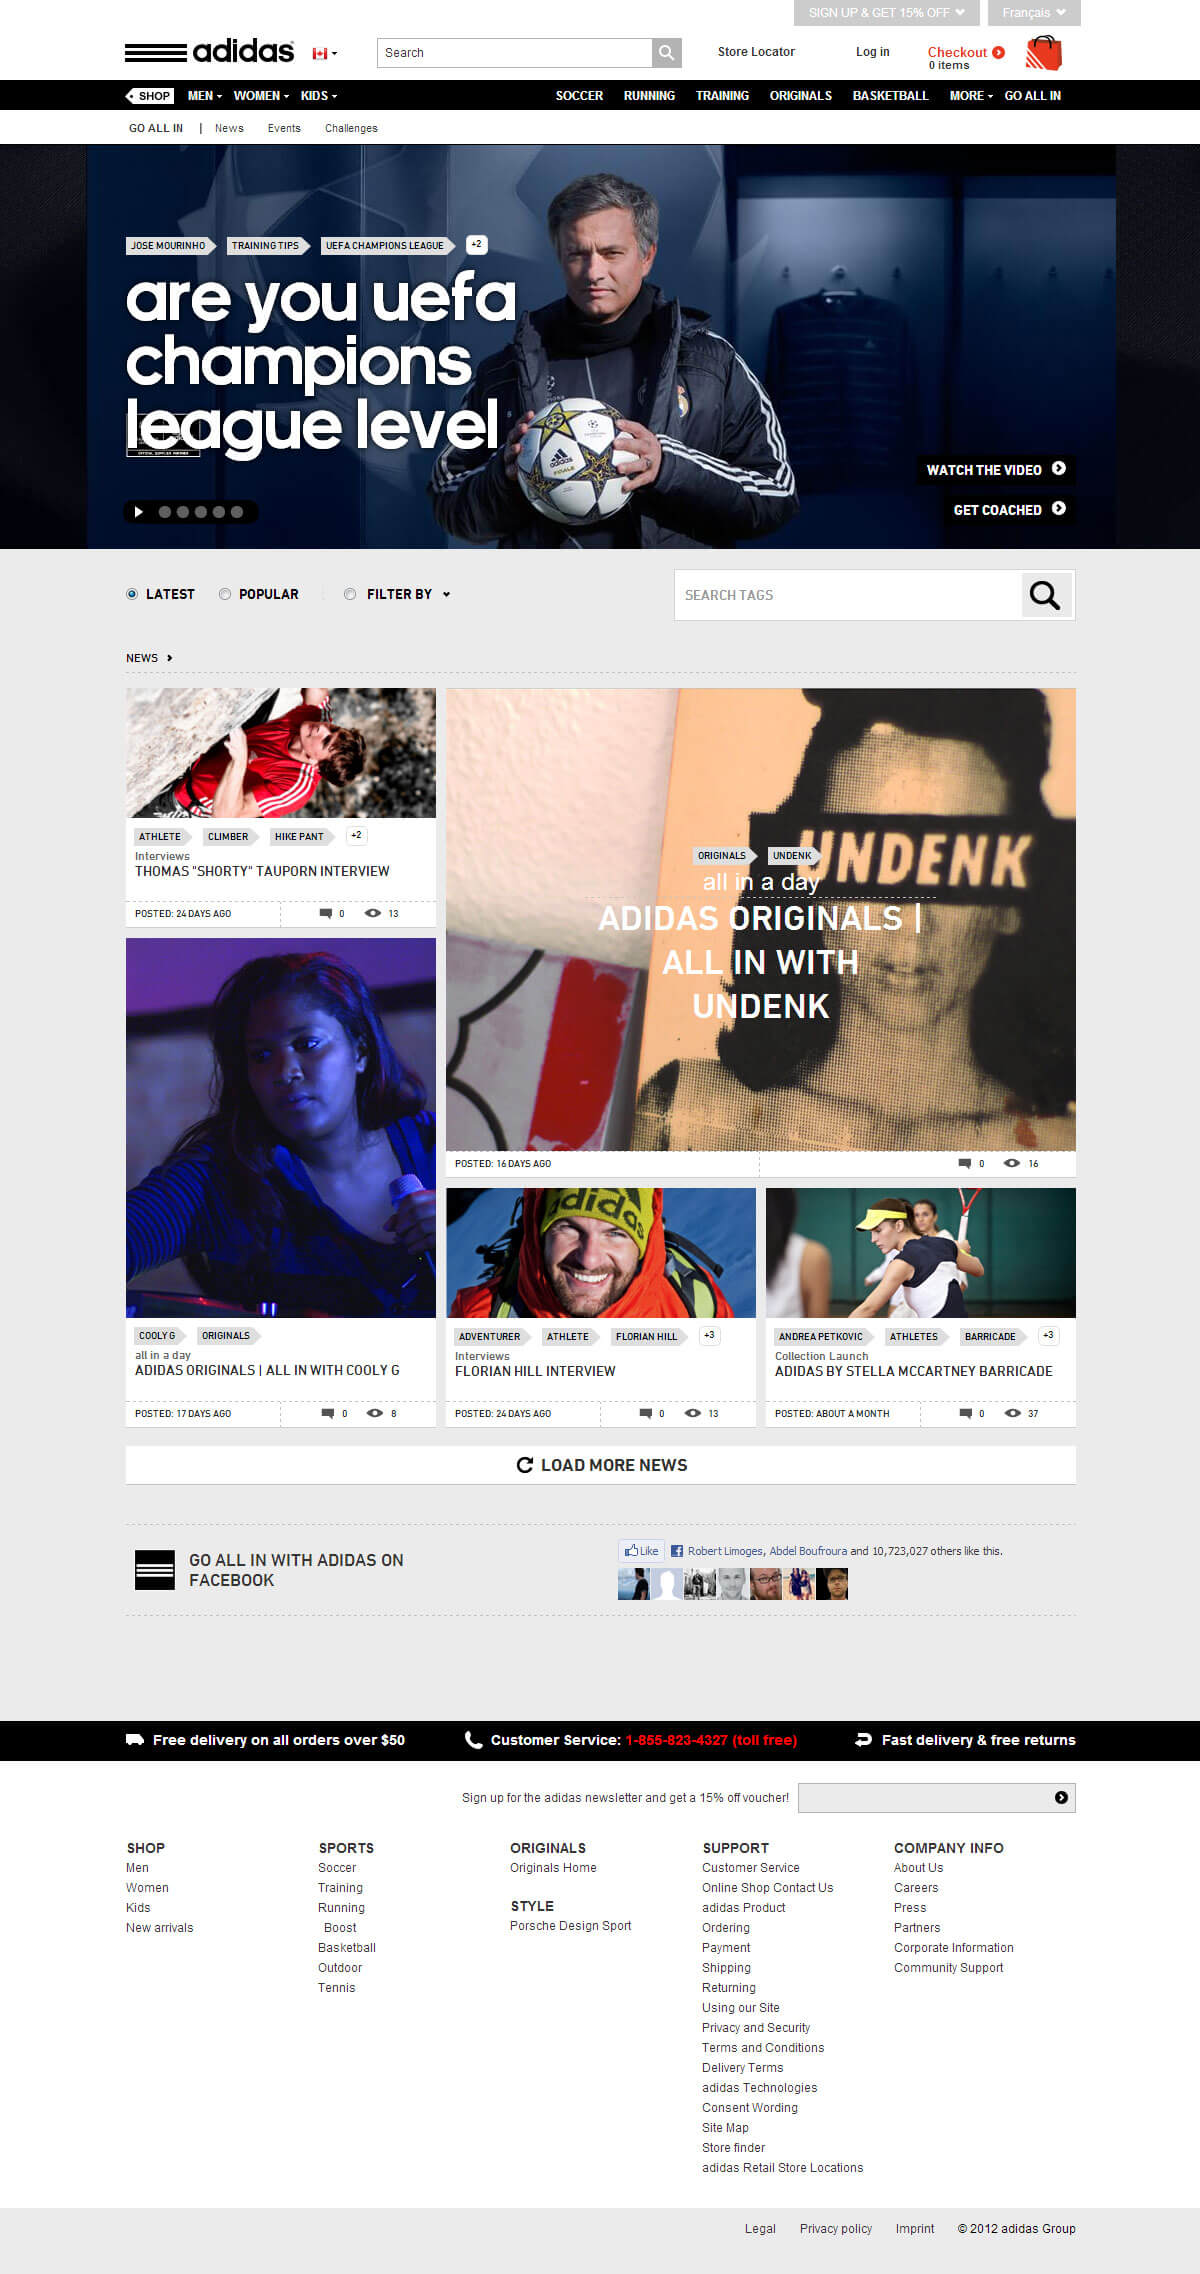 SIGN UP & GET 15% OFF
Français
adidas
Search
Store Locator
Log in
Checkout
0 items
SHOP
MEN
WOMEN
KIDS
SOCCER
RUNNING
TRAINING
ORIGINALS
BASKETBALL
MORE
GO ALL IN
GO ALL IN | News Events Challenges
JOSE MOURINHO
TRAINING TIPS
UEFA CHAMPIONS LEAGUE
+2
are you uefa
champions
league level
adidas
FINALE
WATCH THE VIDEO
GET COACHED
LATEST
POPULAR
FILTER BY
SEARCH TAGS
NEWS
ATHLETE
CLIMBER
HIKE PANT
+2
Interviews
THOMAS "SHORTY" TAUPORN INTERVIEW
POSTED: 24 DAYS AGO
0
13
UNDENK
ORIGINALS
UNDENK
all in a day
ADIDAS ORIGINALS |
ALL IN WITH
UNDENK
POSTED: 16 DAYS AGO
0
16
COOLY G
ORIGINALS
all in a day
ADIDAS ORIGINALS | ALL IN WITH COOLY G
POSTED: 17 DAYS AGO
0
8
adidas
ADVENTURER
ATHLETE
FLORIAN HILL
+3
Interviews
FLORIAN HILL INTERVIEW
POSTED: 24 DAYS AGO
0
13
ANDREA PETKOVIC
ATHLETES
BARRICADE
+3
Collection Launch
ADIDAS BY STELLA MCCARTNEY BARRICADE
POSTED: ABOUT A MONTH
0
37
LOAD MORE NEWS
GO ALL IN WITH ADIDAS ON
FACEBOOK
Like
Robert Limoges, Abdel Boufroura and 10,723,027 others like this.
Free delivery on all orders over $50
Customer Service: 1-855-823-4327 (toll free)
Fast delivery & free returns
Sign up for the adidas newsletter and get a 15% off voucher!
SHOP
Men
Women
Kids
New arrivals
SPORTS
Soccer
Training
Running
Boost
Basketball
Outdoor
Tennis
ORIGINALS
Originals Home
STYLE
Porsche Design Sport
SUPPORT
Customer Service
Online Shop Contact Us
adidas Product
Ordering
Payment
Shipping
Returning
Using our Site
Privacy and Security
Terms and Conditions
Delivery Terms
adidas Technologies
Consent Wording
Site Map
Store finder
adidas Retail Store Locations
COMPANY INFO
About Us
Careers
Press
Partners
Corporate Information
Community Support
Legal
Privacy policy
Imprint
© 2012 adidas Group